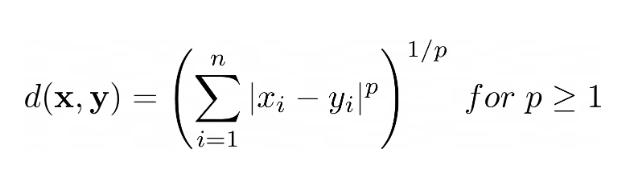 d(𝐱, 𝐲) = (∑_{i=1}^{n} |x_i − y_i|^p)^{1/p} for p ≥ 1